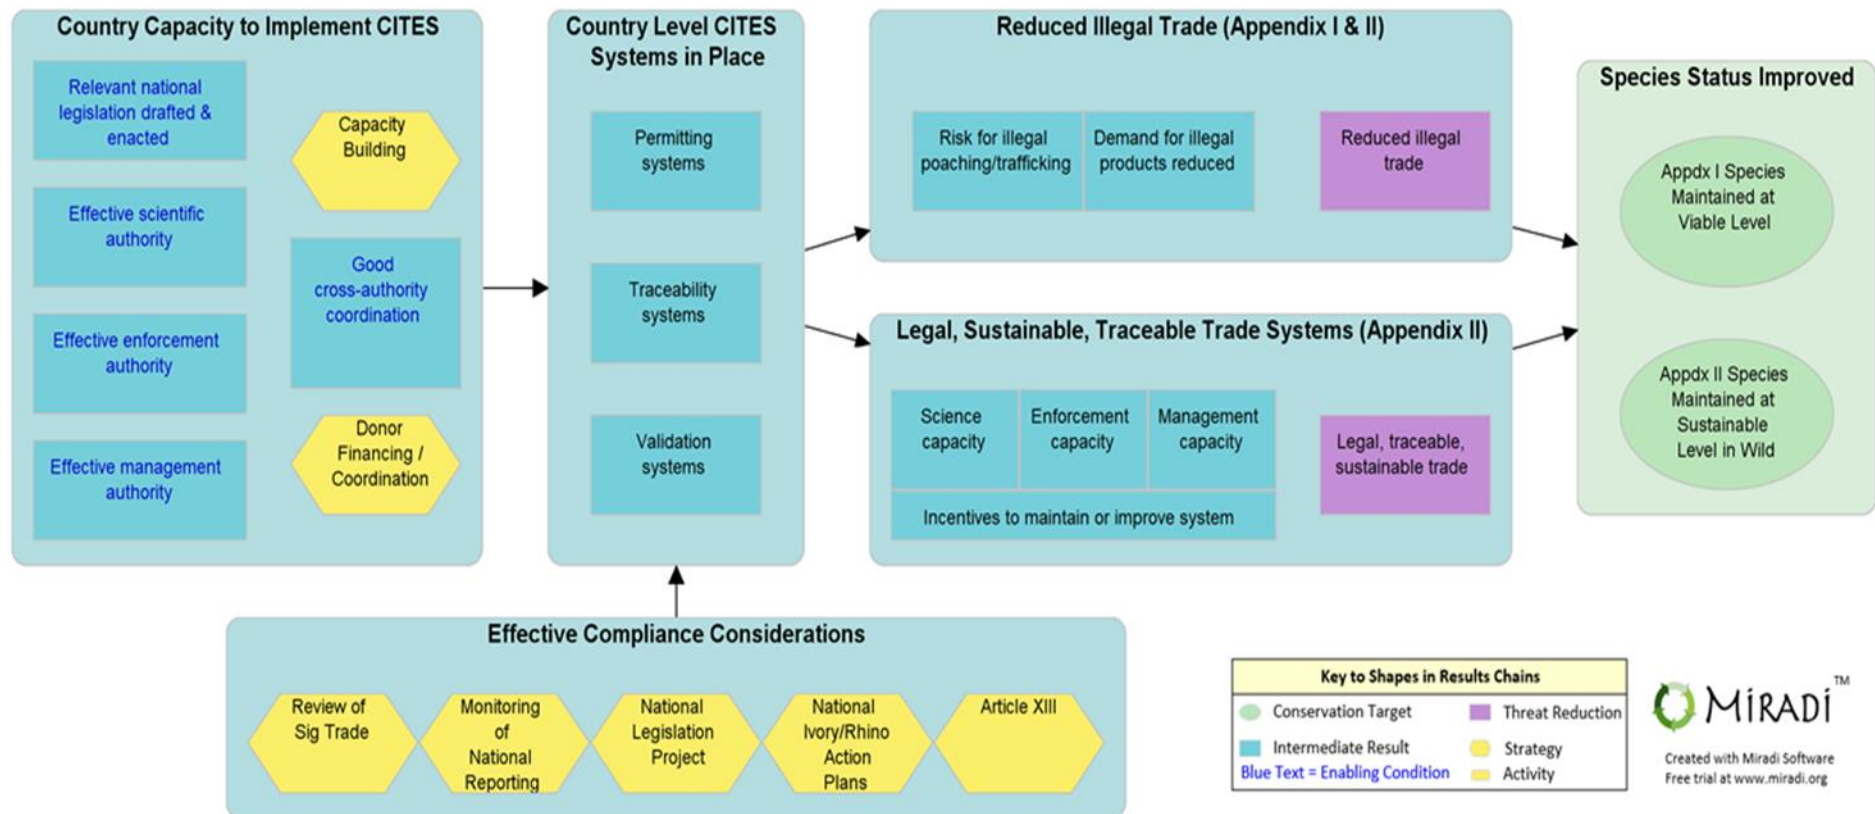 Country Capacity to Implement CITES
Relevant national
legislation drafted &
enacted
Effective scientific
authority
Effective enforcement
authority
Effective management
authority
Capacity
Building
Good
cross-authority
coordination
Donor
Financing /
Coordination
Country Level CITES
Systems in Place
Permitting
systems
Traceability
systems
Validation
systems
Reduced Illegal Trade (Appendix I & II)
Risk for illegal
poaching/trafficking
Demand for illegal
products reduced
Reduced illegal
trade
Legal, Sustainable, Traceable Trade Systems (Appendix II)
Science
capacity
Enforcement
capacity
Management
capacity
Incentives to maintain or improve system
Legal, traceable,
sustainable trade
Species Status Improved
Appdx I Species
Maintained at
Viable Level
Appdx II Species
Maintained at
Sustainable
Level in Wild
Effective Compliance Considerations
Review of
Sig Trade
Monitoring
of
National
Reporting
National
Legislation
Project
National
Ivory/Rhino
Action
Plans
Article XIII
Key to Shapes in Results Chains
Conservation Target
Threat Reduction
Intermediate Result
Strategy
Blue Text = Enabling Condition
Activity
MiRADi™
Created with Miradi Software
Free trial at www.miradi.org